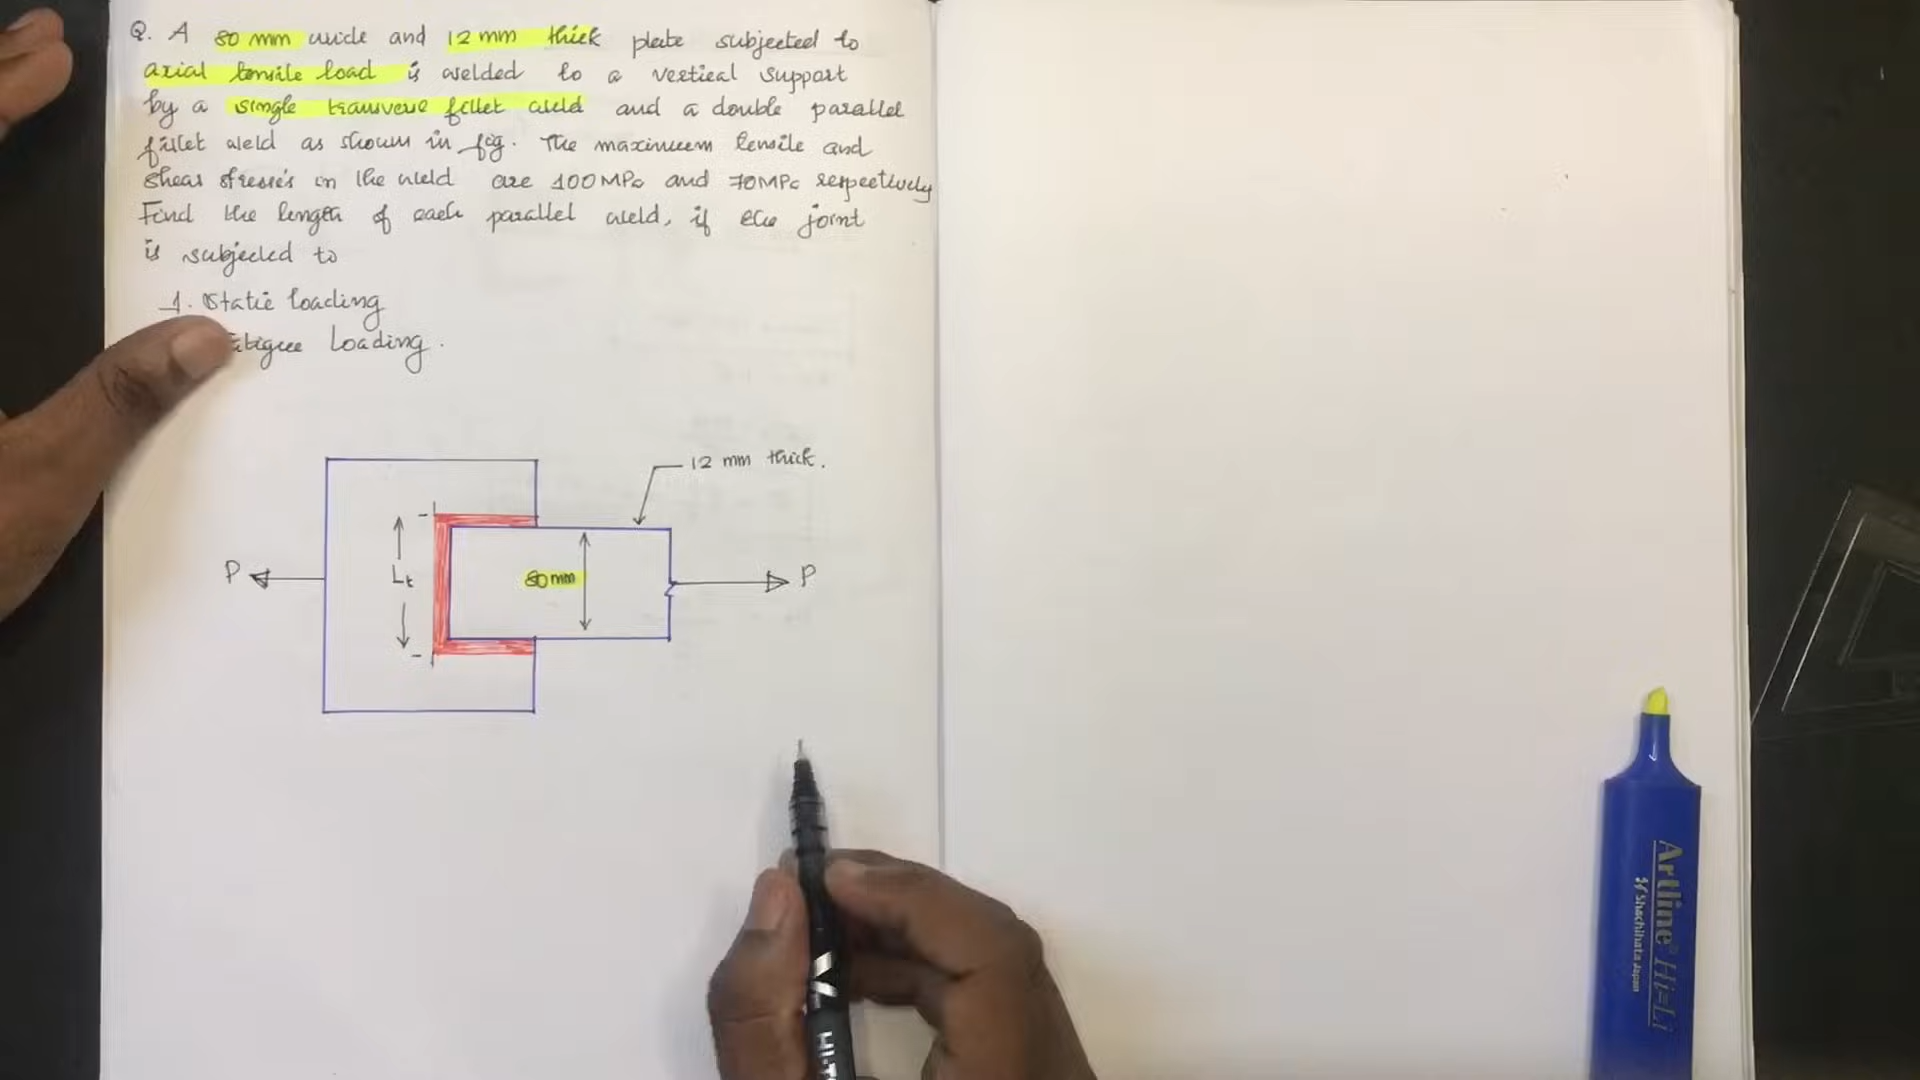 Q. A 80 mm wide and 12 mm thick plate subjected to
axial tensile load is welded to a vertical support
by a single transverse fillet weld and a double parallel
fillet weld as shown in fig. The maximum tensile and
shear stresses in the weld are 100 MPa and 70 MPa respectively
Find the length of each parallel weld, if the joint
is subjected to
1. Static loading
Loading.
12 mm thick.
P
Lt
80 mm
P
Artline Hi-Li
Shachihata Japan
HI-T